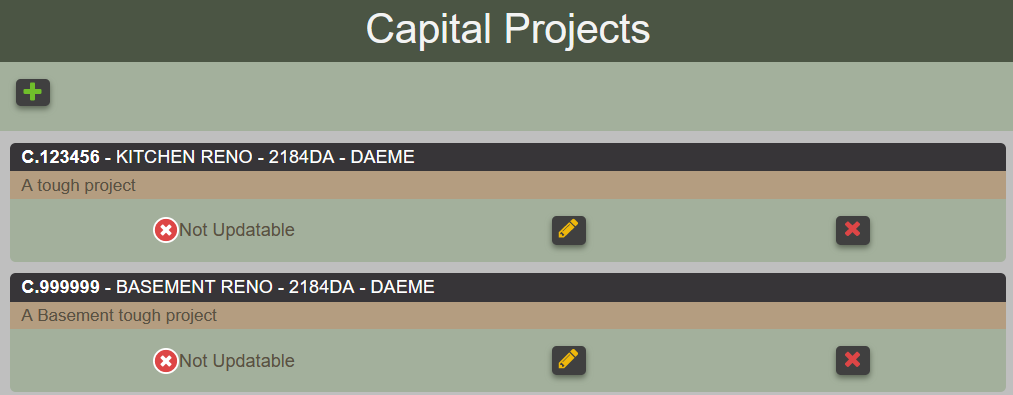 Capital Projects
C.123456 - KITCHEN RENO - 2184DA - DAEME
A tough project
Not Updatable
C.999999 - BASEMENT RENO - 2184DA - DAEME
A Basement tough project
Not Updatable